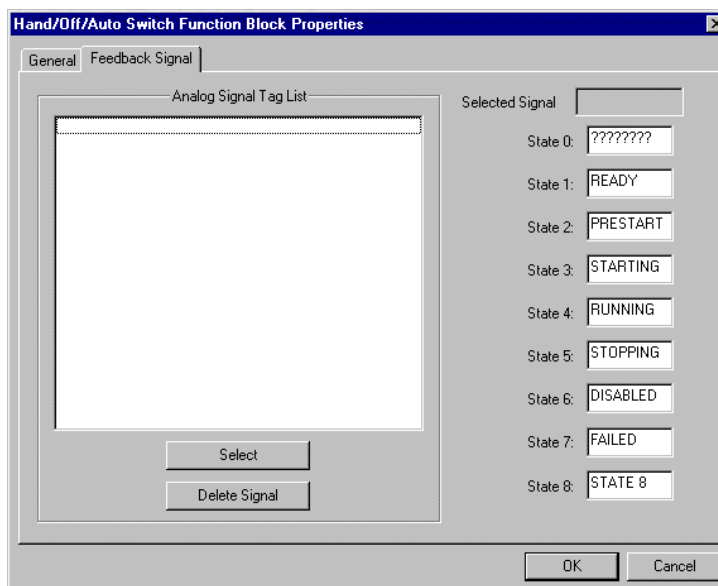 Hand/Off/Auto Switch Function Block Properties
General
Feedback Signal
Analog Signal Tag List
Selected Signal
State 0: ????????
State 1: READY
State 2: PRESTART
State 3: STARTING
State 4: RUNNING
State 5: STOPPING
State 6: DISABLED
State 7: FAILED
State 8: STATE 8
Select
Delete Signal
OK
Cancel